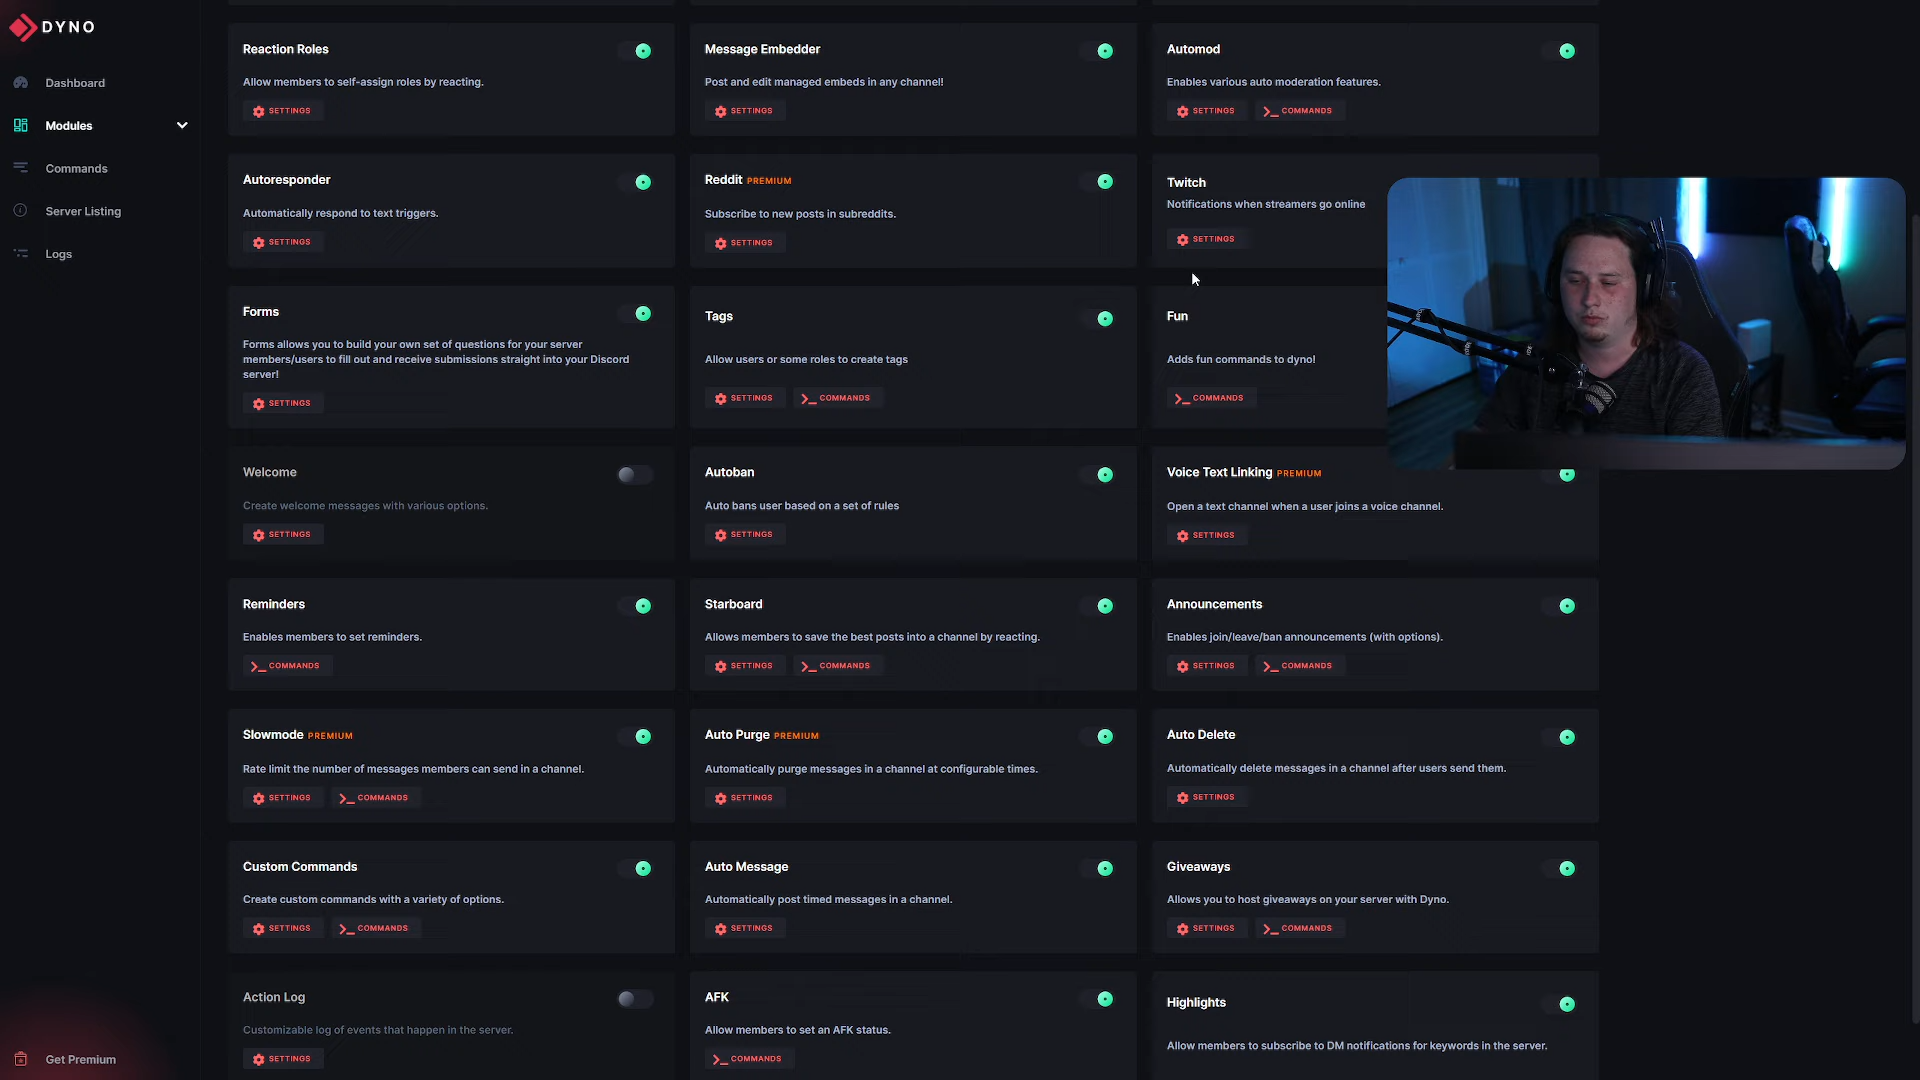 DYNO
Dashboard
Modules
Commands
Server Listing
Logs
Get Premium
Reaction Roles
Allow members to self-assign roles by reacting.
SETTINGS
Message Embedder
Post and edit managed embeds in any channel!
SETTINGS
Automod
Enables various auto moderation features.
SETTINGS
COMMANDS
Autoresponder
Automatically respond to text triggers.
SETTINGS
Reddit PREMIUM
Subscribe to new posts in subreddits.
SETTINGS
Twitch
Notifications when streamers go online
SETTINGS
Forms
Forms allows you to build your own set of questions for your server
members/users to fill out and receive submissions straight into your Discord
server!
SETTINGS
Tags
Allow users or some roles to create tags
SETTINGS
COMMANDS
Fun
Adds fun commands to dyno!
COMMANDS
Welcome
Create welcome messages with various options.
SETTINGS
Autoban
Auto bans user based on a set of rules
SETTINGS
Voice Text Linking PREMIUM
Open a text channel when a user joins a voice channel.
SETTINGS
Reminders
Enables members to set reminders.
COMMANDS
Starboard
Allows members to save the best posts into a channel by reacting.
SETTINGS
COMMANDS
Announcements
Enables join/leave/ban announcements (with options).
SETTINGS
COMMANDS
Slowmode PREMIUM
Rate limit the number of messages members can send in a channel.
SETTINGS
COMMANDS
Auto Purge PREMIUM
Automatically purge messages in a channel at configurable times.
SETTINGS
Auto Delete
Automatically delete messages in a channel after users send them.
SETTINGS
Custom Commands
Create custom commands with a variety of options.
SETTINGS
COMMANDS
Auto Message
Automatically post timed messages in a channel.
SETTINGS
Giveaways
Allows you to host giveaways on your server with Dyno.
SETTINGS
COMMANDS
Action Log
Customizable log of events that happen in the server.
SETTINGS
AFK
Allow members to set an AFK status.
COMMANDS
Highlights
Allow members to subscribe to DM notifications for keywords in the server.